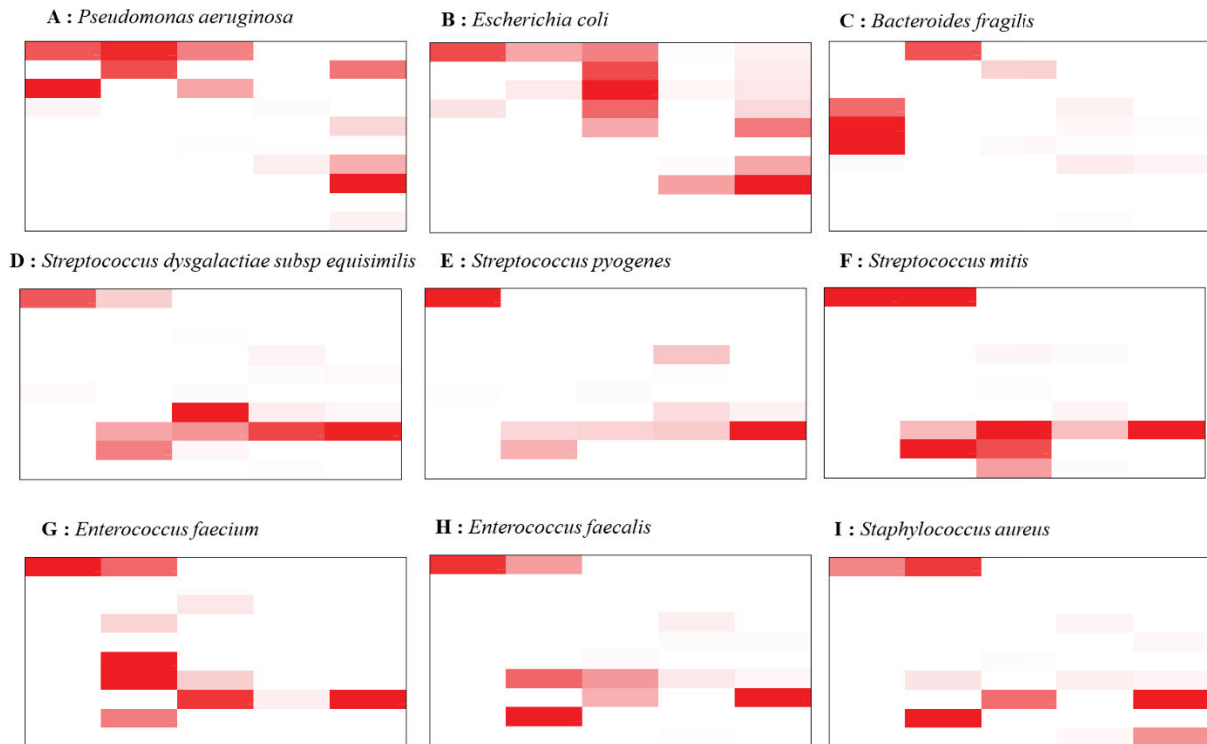 A : Pseudomonas aeruginosa
B : Escherichia coli
C : Bacteroides fragilis
D : Streptococcus dysgalactiae subsp equisimilis
E : Streptococcus pyogenes
F : Streptococcus mitis
G : Enterococcus faecium
H : Enterococcus faecalis
I : Staphylococcus aureus